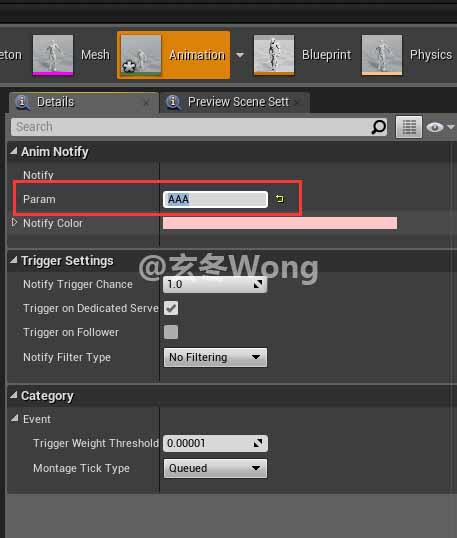 eton Mesh Animation Blueprint Physics
Details Preview Scene Sett
Search
Anim Notify
Notify
Param AAA
Notify Color
@玄冬Wong
Trigger Settings
Notify Trigger Chance 1.0
Trigger on Dedicated Serve
Trigger on Follower
Notify Filter Type No Filtering
Category
Event
Trigger Weight Threshold 0.00001
Montage Tick Type Queued